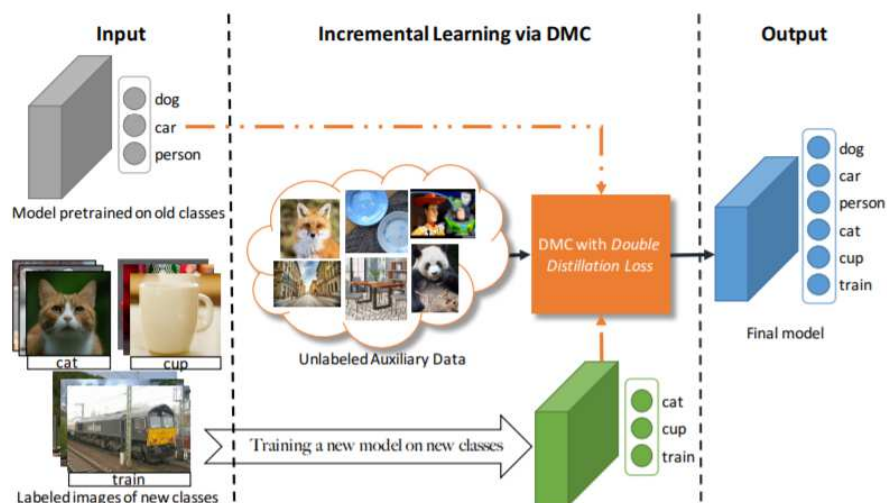 Input
Incremental Learning via DMC
Output
dog
car
person
Model pretrained on old classes
cat
cup
train
Labeled images of new classes
Unlabeled Auxiliary Data
DMC with Double
Distillation Loss
Training a new model on new classes
cat
cup
train
dog
car
person
cat
cup
train
Final model